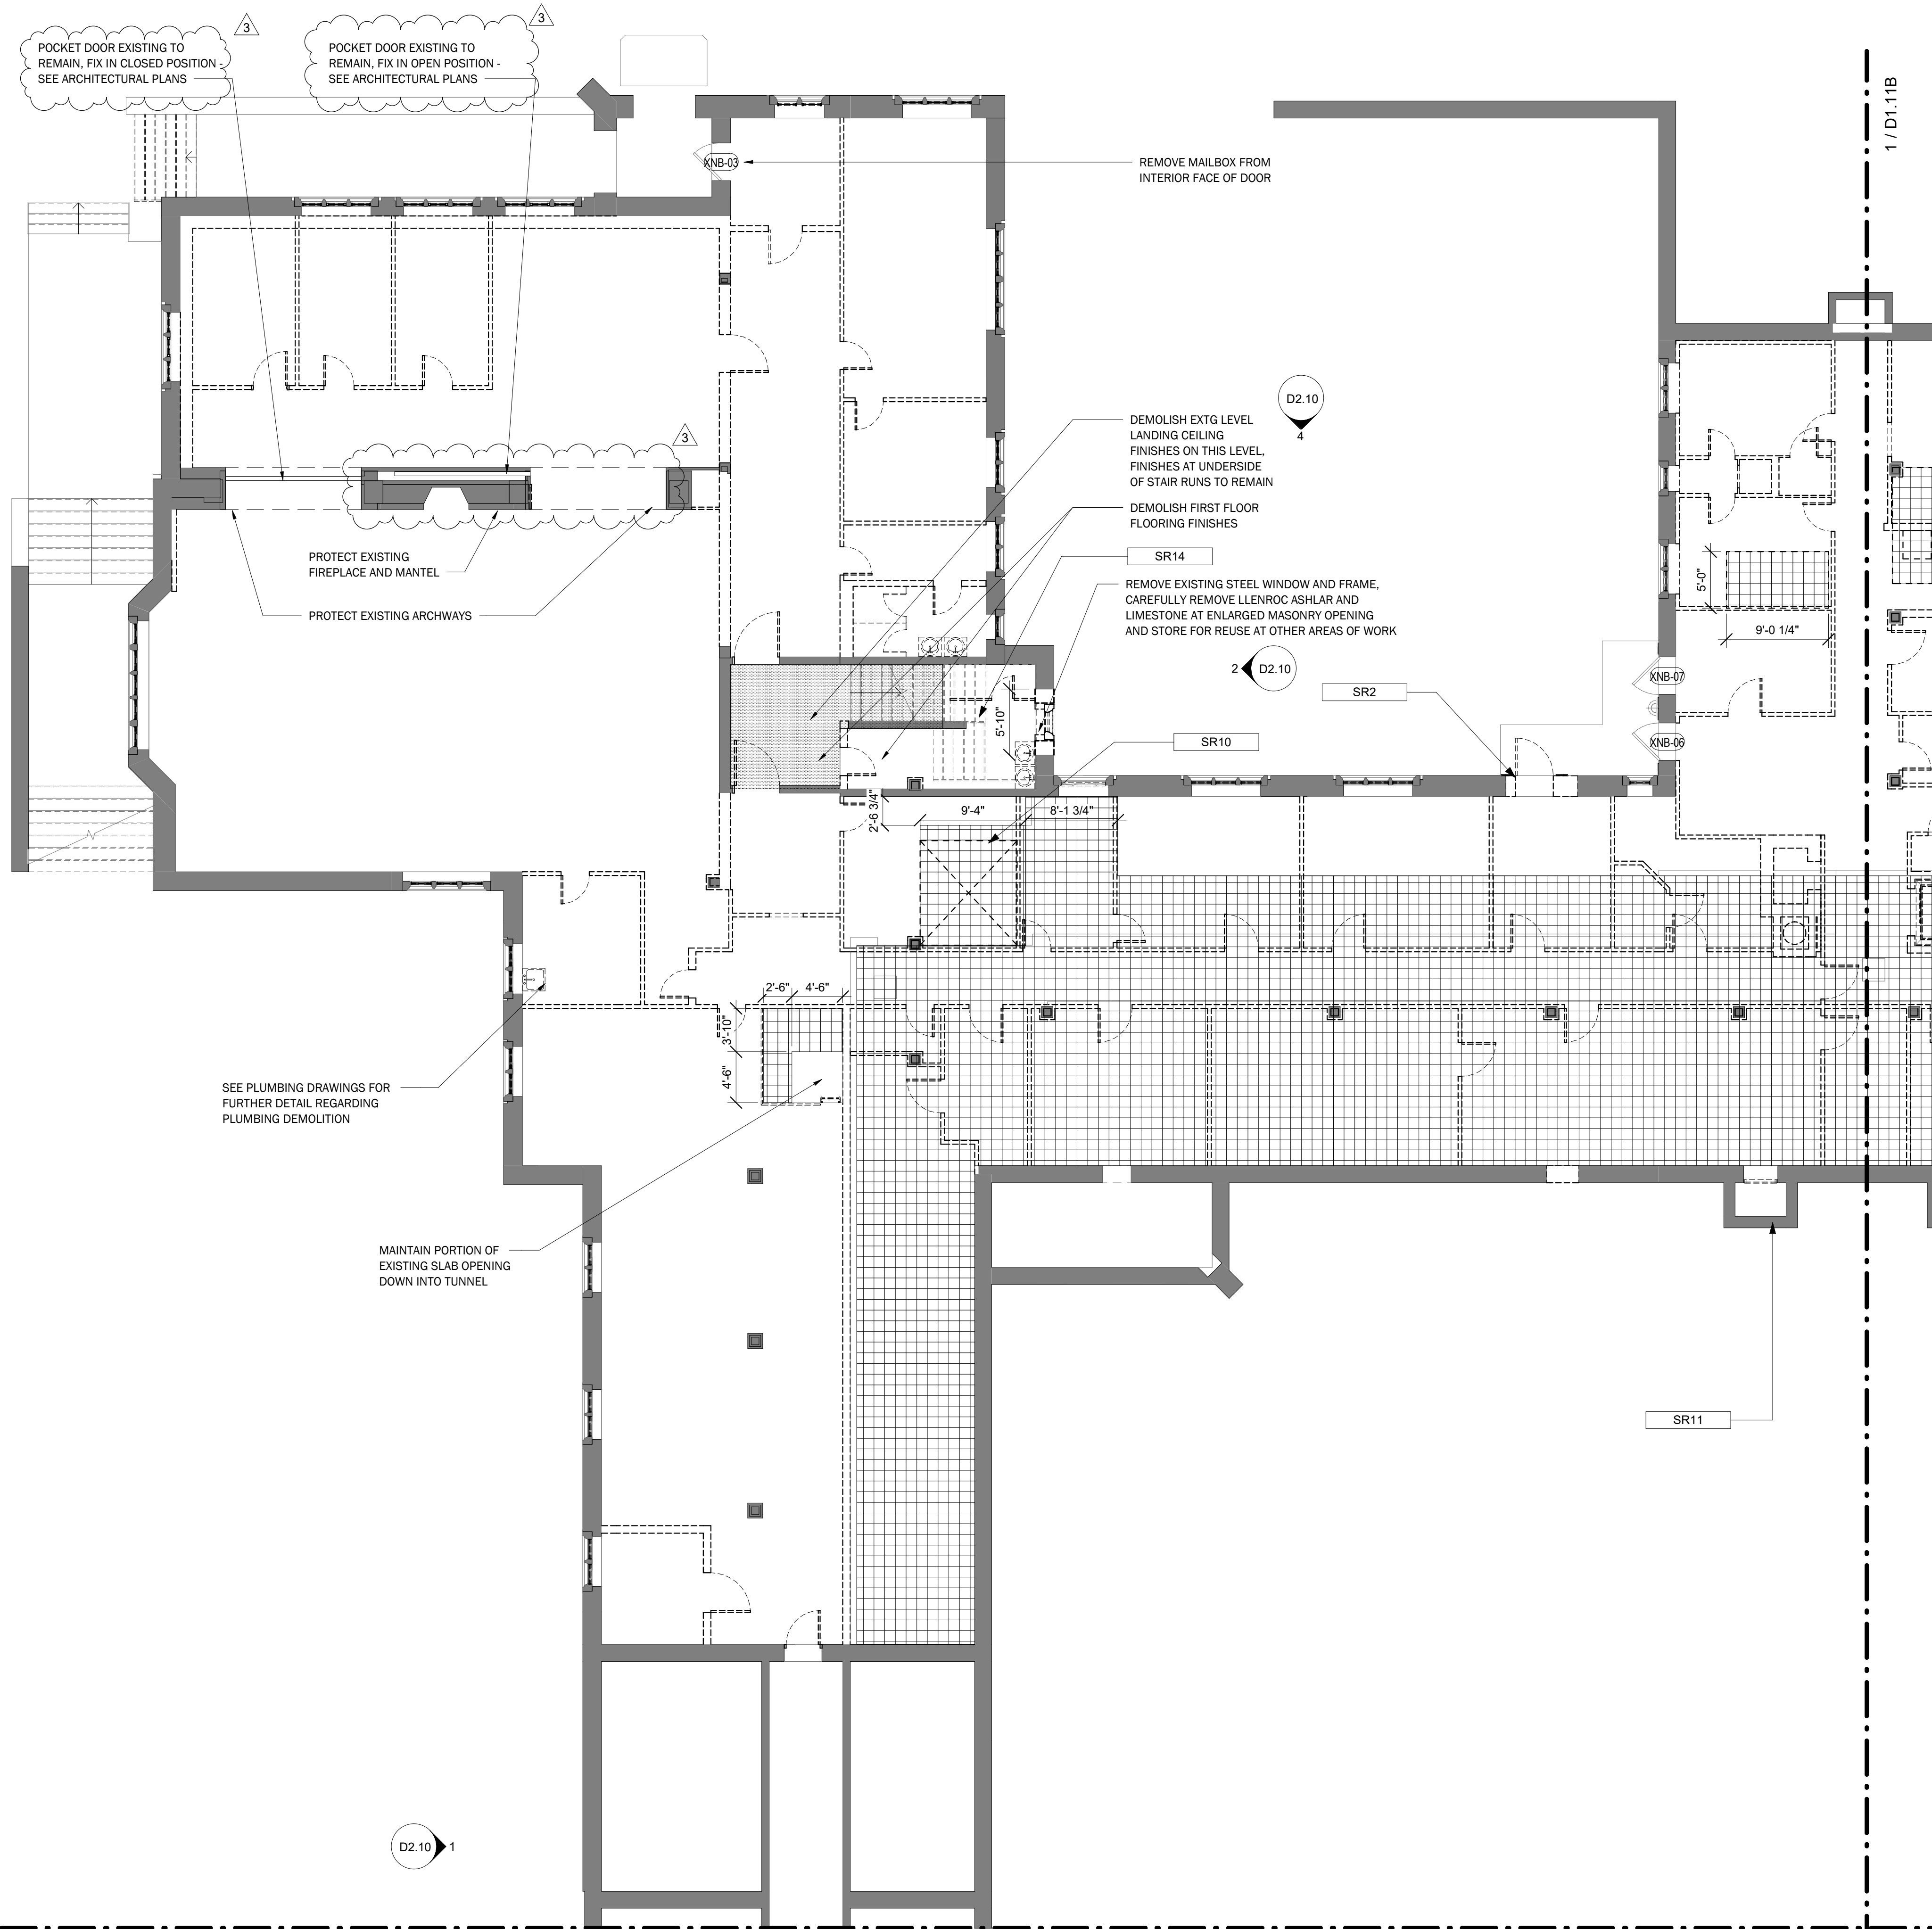 POCKET DOOR EXISTING TO
REMAIN, FIX IN CLOSED POSITION -
SEE ARCHITECTURAL PLANS
3
POCKET DOOR EXISTING TO
REMAIN, FIX IN OPEN POSITION -
SEE ARCHITECTURAL PLANS
3
1 / D1.11B
XNB-03
REMOVE MAILBOX FROM
INTERIOR FACE OF DOOR
D2.10
4
DEMOLISH EXTG LEVEL
LANDING CEILING
FINISHES ON THIS LEVEL,
FINISHES AT UNDERSIDE
OF STAIR RUNS TO REMAIN
3
DEMOLISH FIRST FLOOR
FLOORING FINISHES
SR14
PROTECT EXISTING
FIREPLACE AND MANTEL
PROTECT EXISTING ARCHWAYS
REMOVE EXISTING STEEL WINDOW AND FRAME,
CAREFULLY REMOVE LLENROC ASHLAR AND
LIMESTONE AT ENLARGED MASONRY OPENING
AND STORE FOR REUSE AT OTHER AREAS OF WORK
5'-0"
9'-0 1/4"
2
D2.10
XNB-07
SR2
5'-10"
SR10
XNB-06
2'-6 3/4"
9'-4"
8'-1 3/4"
2'-6"
4'-6"
3'-10"
4'-6"
SEE PLUMBING DRAWINGS FOR
FURTHER DETAIL REGARDING
PLUMBING DEMOLITION
MAINTAIN PORTION OF
EXISTING SLAB OPENING
DOWN INTO TUNNEL
SR11
D2.10
1